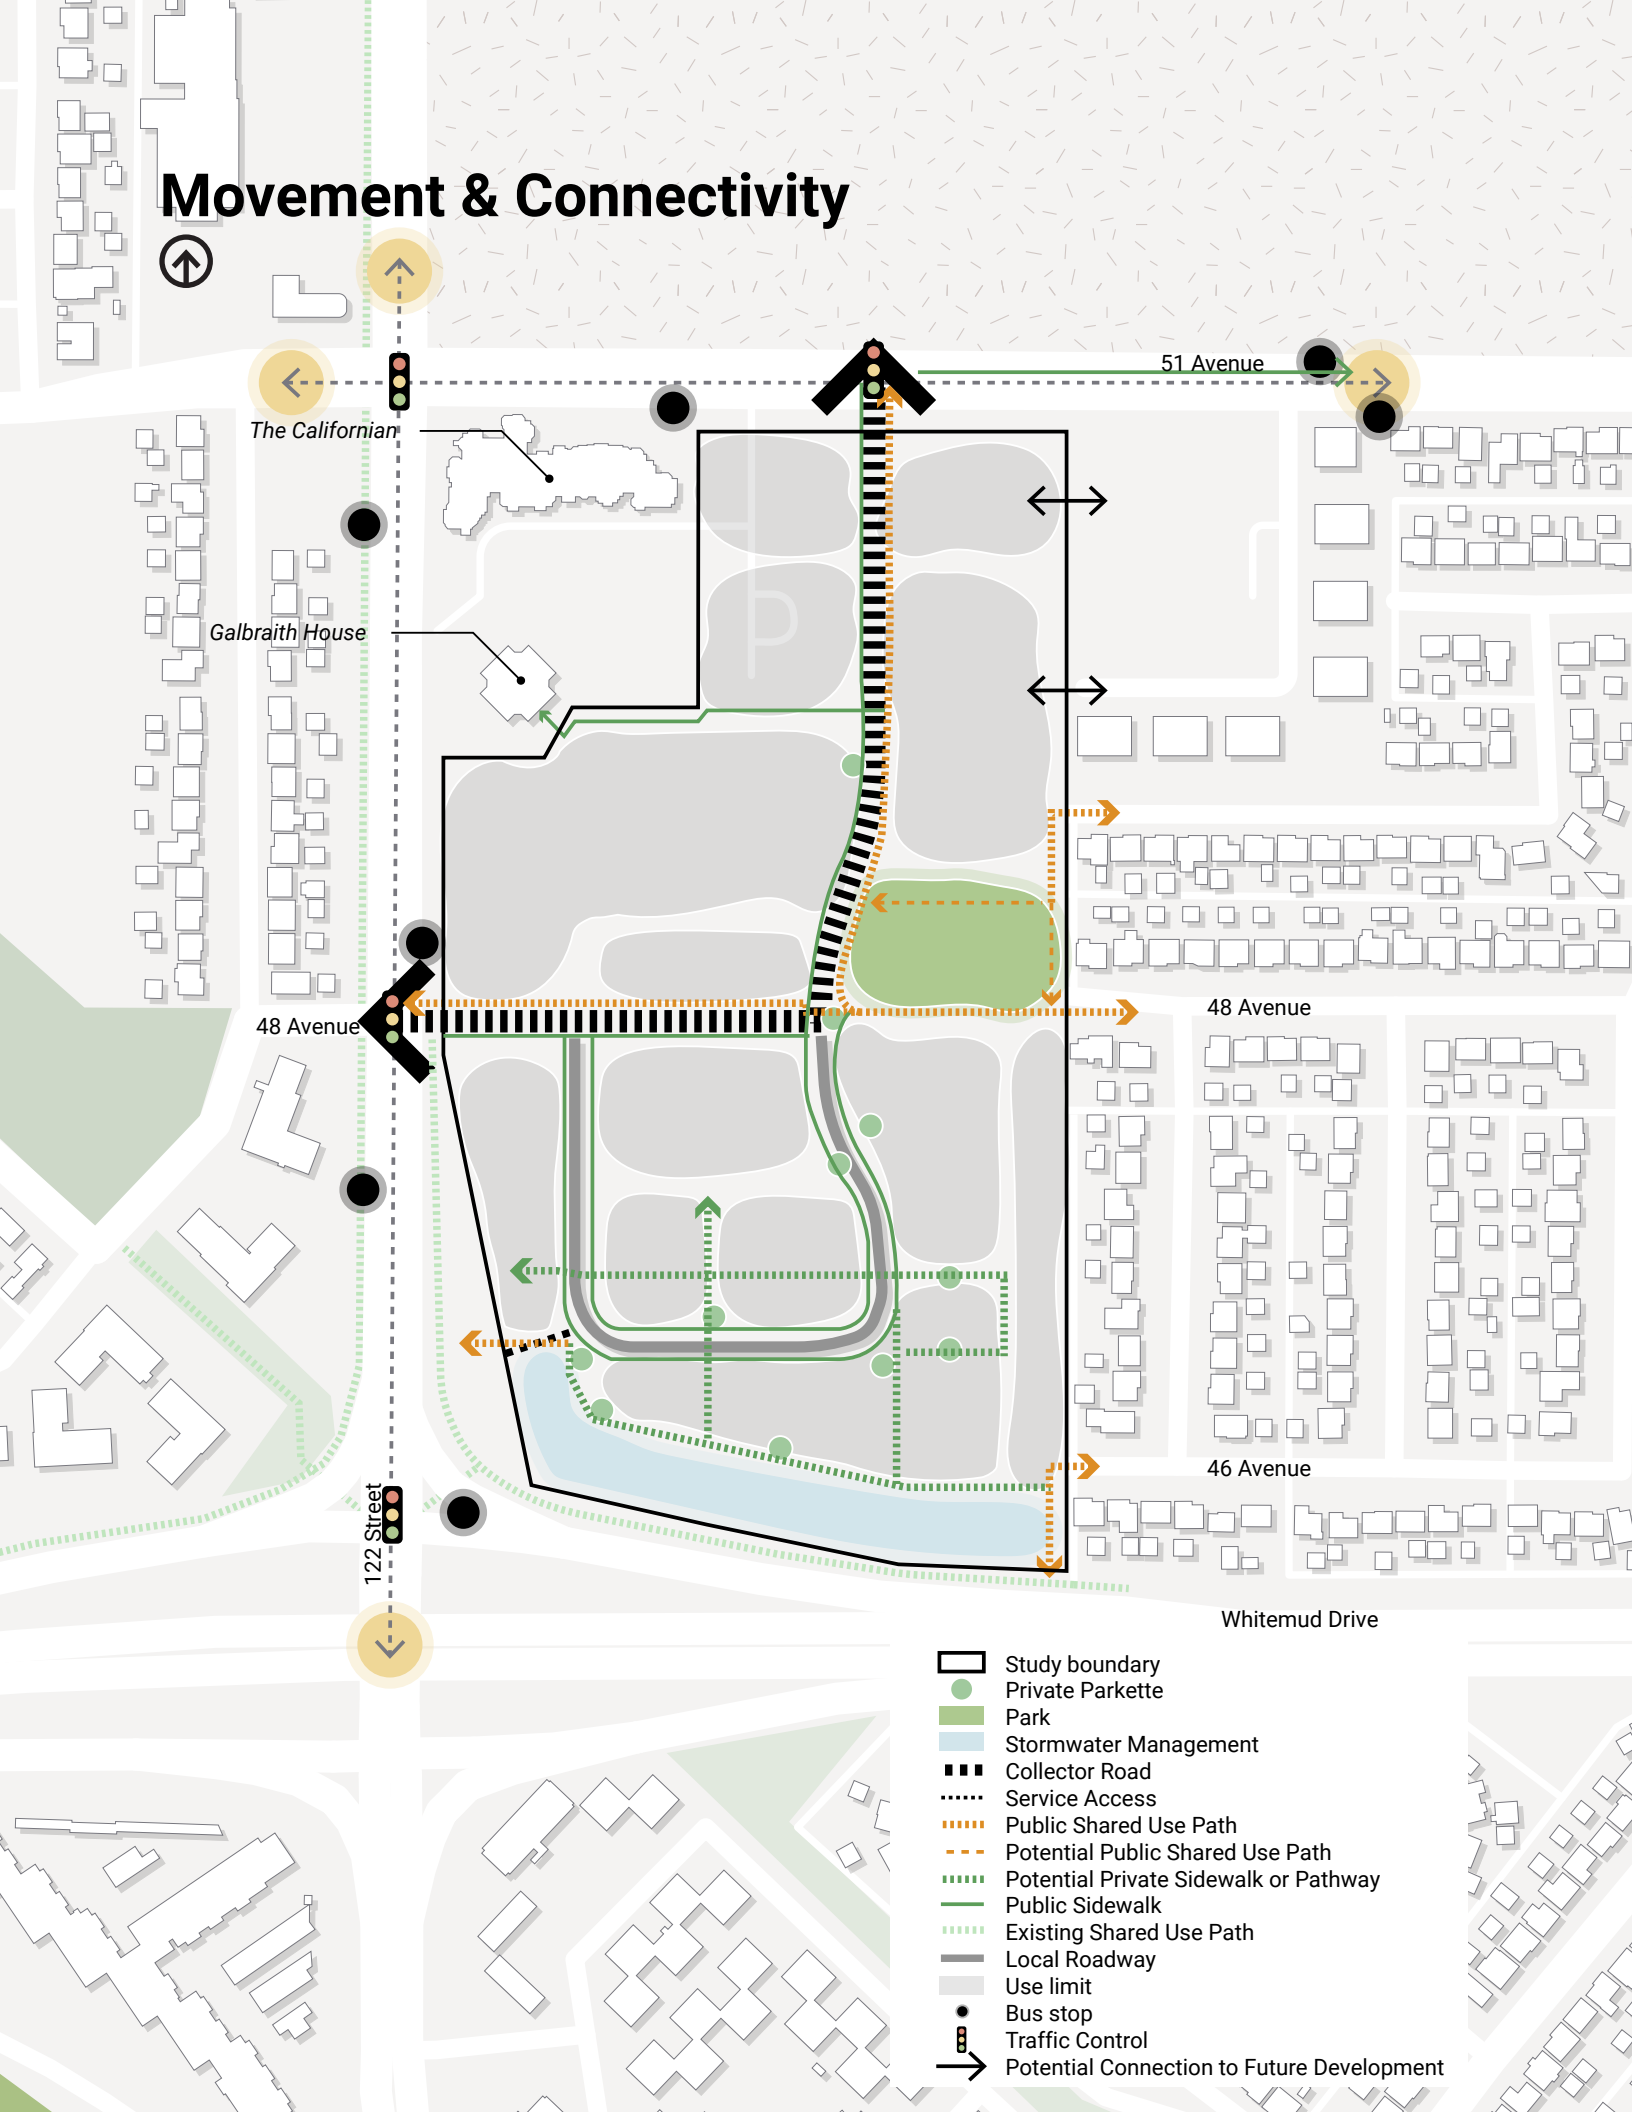 Movement & Connectivity
51 Avenue
The Californian
Galbraith House
P
48 Avenue
48 Avenue
46 Avenue
122 Street
Whitemud Drive
Study boundary
Private Parkette
Park
Stormwater Management
Collector Road
Service Access
Public Shared Use Path
Potential Public Shared Use Path
Potential Private Sidewalk or Pathway
Public Sidewalk
Existing Shared Use Path
Local Roadway
Use limit
Bus stop
Traffic Control
Potential Connection to Future Development